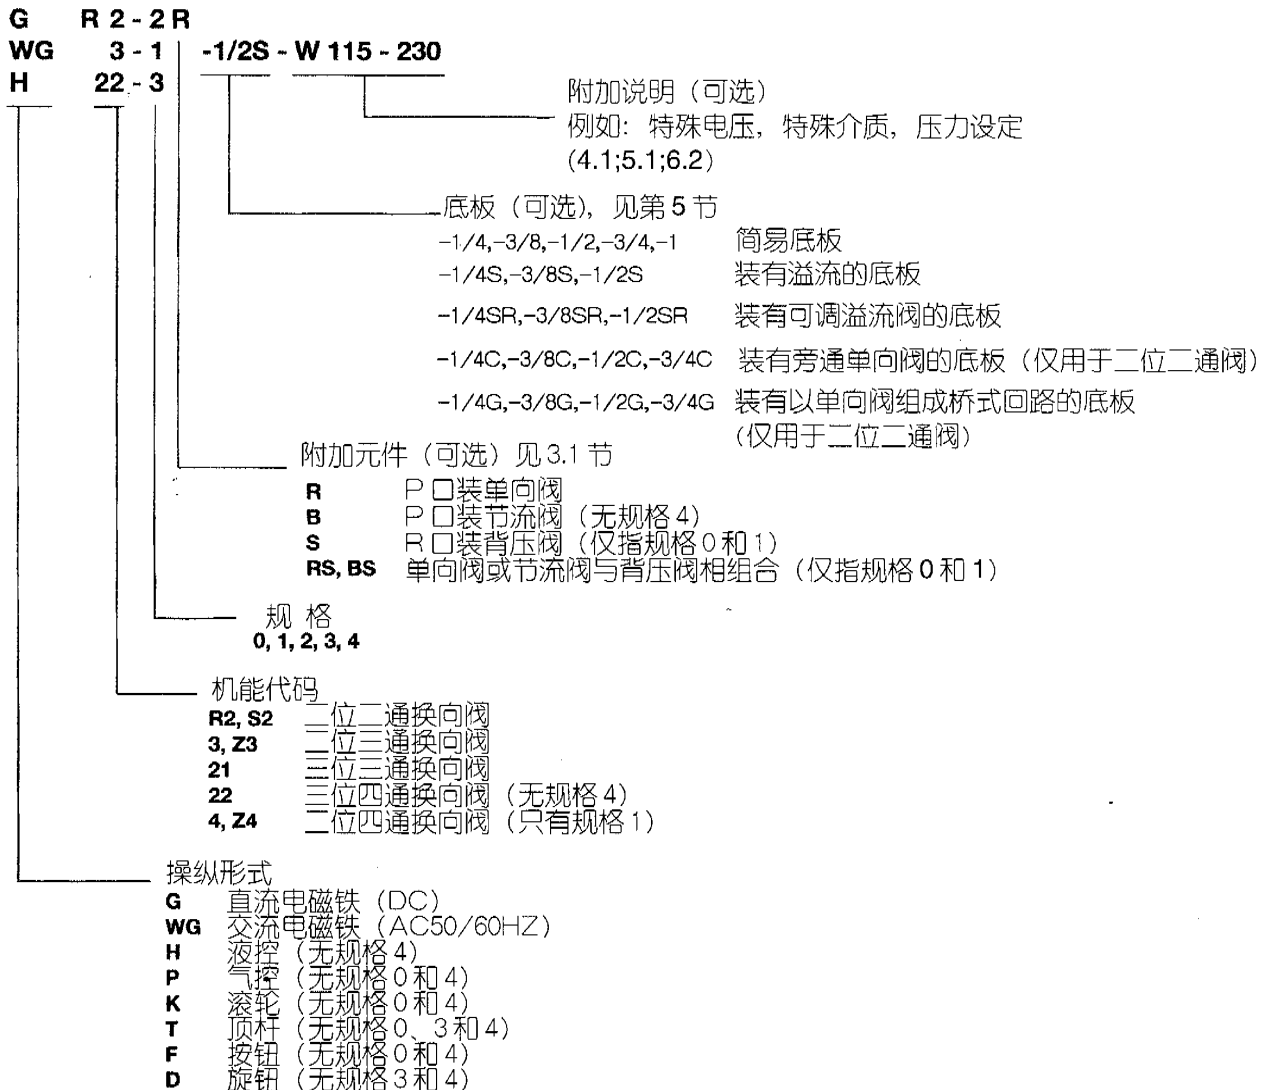 G R 2 - 2 R
WG 3 - 1 -1/2S - W 115 - 230
H 22 - 3
附加说明（可选）
例如：特殊电压，特殊介质，压力设定
(4.1;5.1;6.2)
底板（可选），见第 5 节
-1/4,-3/8,-1/2,-3/4,-1 简易底板
-1/4S,-3/8S,-1/2S 装有溢流的底板
-1/4SR,-3/8SR,-1/2SR 装有可调溢流阀的底板
-1/4C,-3/8C,-1/2C,-3/4C 装有旁通单向阀的底板（仅用于二位二通阀）
-1/4G,-3/8G,-1/2G,-3/4G 装有以单向阀组成桥式回路的底板
（仅用于二位二通阀）
附加元件（可选）见 3.1 节
R P 口装单向阀
B P 口装节流阀（无规格 4）
S R 口装背压阀（仅指规格 0 和 1）
RS, BS 单向阀或节流阀与背压阀相组合（仅指规格 0 和 1）
规 格
0, 1, 2, 3, 4
机能代码
R2, S2 二位二通换向阀
3, Z3 二位三通换向阀
21 三位三通换向阀
22 三位四通换向阀（无规格 4）
4, Z4 二位四通换向阀（只有规格 1）
操纵形式
G 直流电磁铁（DC）
WG 交流电磁铁（AC50/60HZ）
H 液控（无规格 4）
P 气控（无规格 0 和 4）
K 滚轮（无规格 0 和 4）
T 顶杆（无规格 0、3 和 4）
F 按钮（无规格 0 和 4）
D 旋钮（无规格 3 和 4）